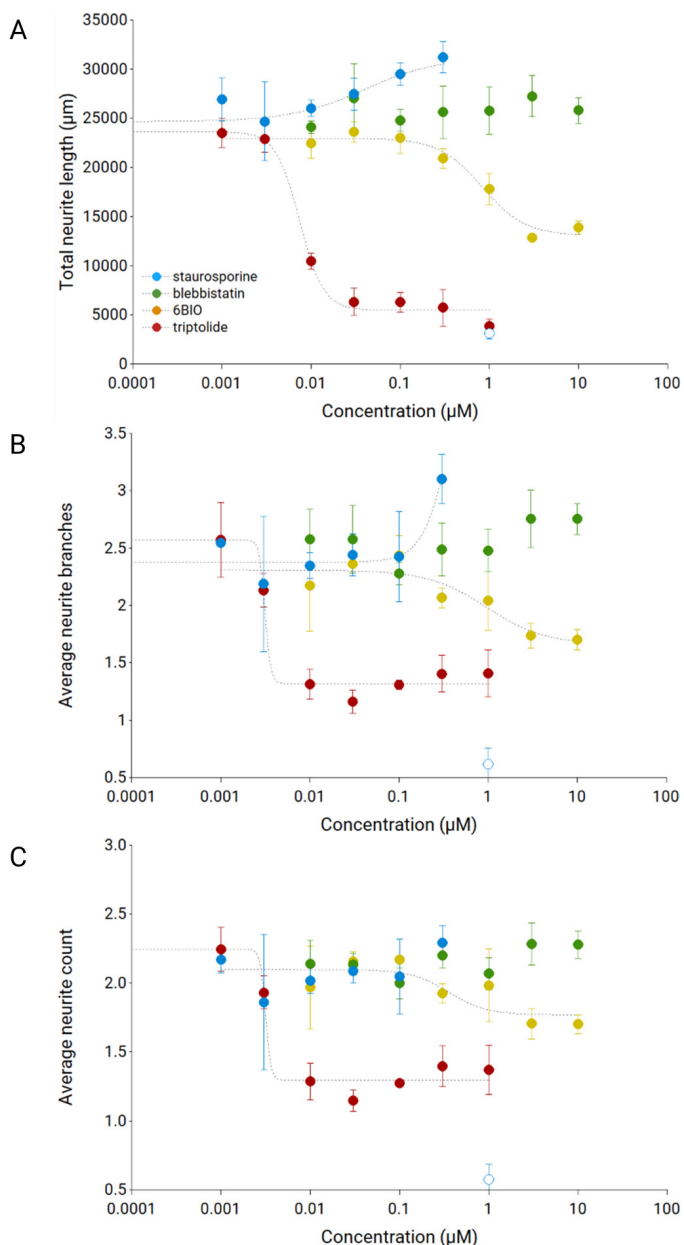 A
35000
30000
25000
20000
15000
10000
5000
0
Total neurite length (µm)
staurosporine
blebbistatin
6BIO
triptolide
0.0001 0.001 0.01 0.1 1 10 100
Concentration (µM)
B
3.5
3
2.5
2
1.5
1
0.5
Average neurite branches
0.0001 0.001 0.01 0.1 1 10 100
Concentration (µM)
C
3.0
2.5
2.0
1.5
1.0
0.5
Average neurite count
0.0001 0.001 0.01 0.1 1 10 100
Concentration (µM)